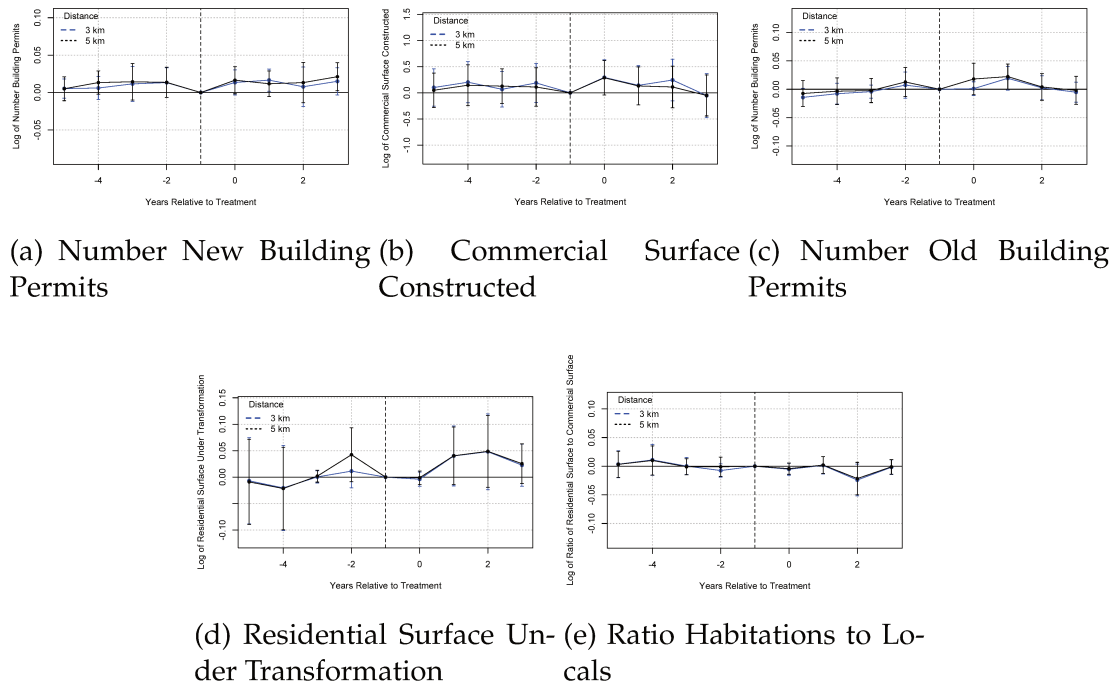 Log of Number Building Permits
0.10
0.05
0.00
-0.05
Distance
3 km
5 km
-4
-2
0
2
Years Relative to Treatment
Log of Commercial Surface Constructed
1.5
1.0
0.5
0.0
-0.5
-1.0
Distance
3 km
5 km
-4
-2
0
2
Years Relative to Treatment
Log of Number Building Permits
0.10
0.05
0.00
-0.05
-0.10
Distance
3 km
5 km
-4
-2
0
2
Years Relative to Treatment
(a) Number New Building
Permits
(b) Commercial Surface
Constructed
(c) Number Old Building
Permits
Log of Residential Surface Under Transformation
0.15
0.10
0.05
0.00
-0.10
Distance
3 km
5 km
-4
-2
0
2
Years Relative to Treatment
Log of Ratio of Residential Surface to Commercial Surface
0.10
0.05
0.00
-0.05
-0.10
Distance
3 km
5 km
-4
-2
0
2
Years Relative to Treatment
(d) Residential Surface Un-
der Transformation
(e) Ratio Habitations to Lo-
cals